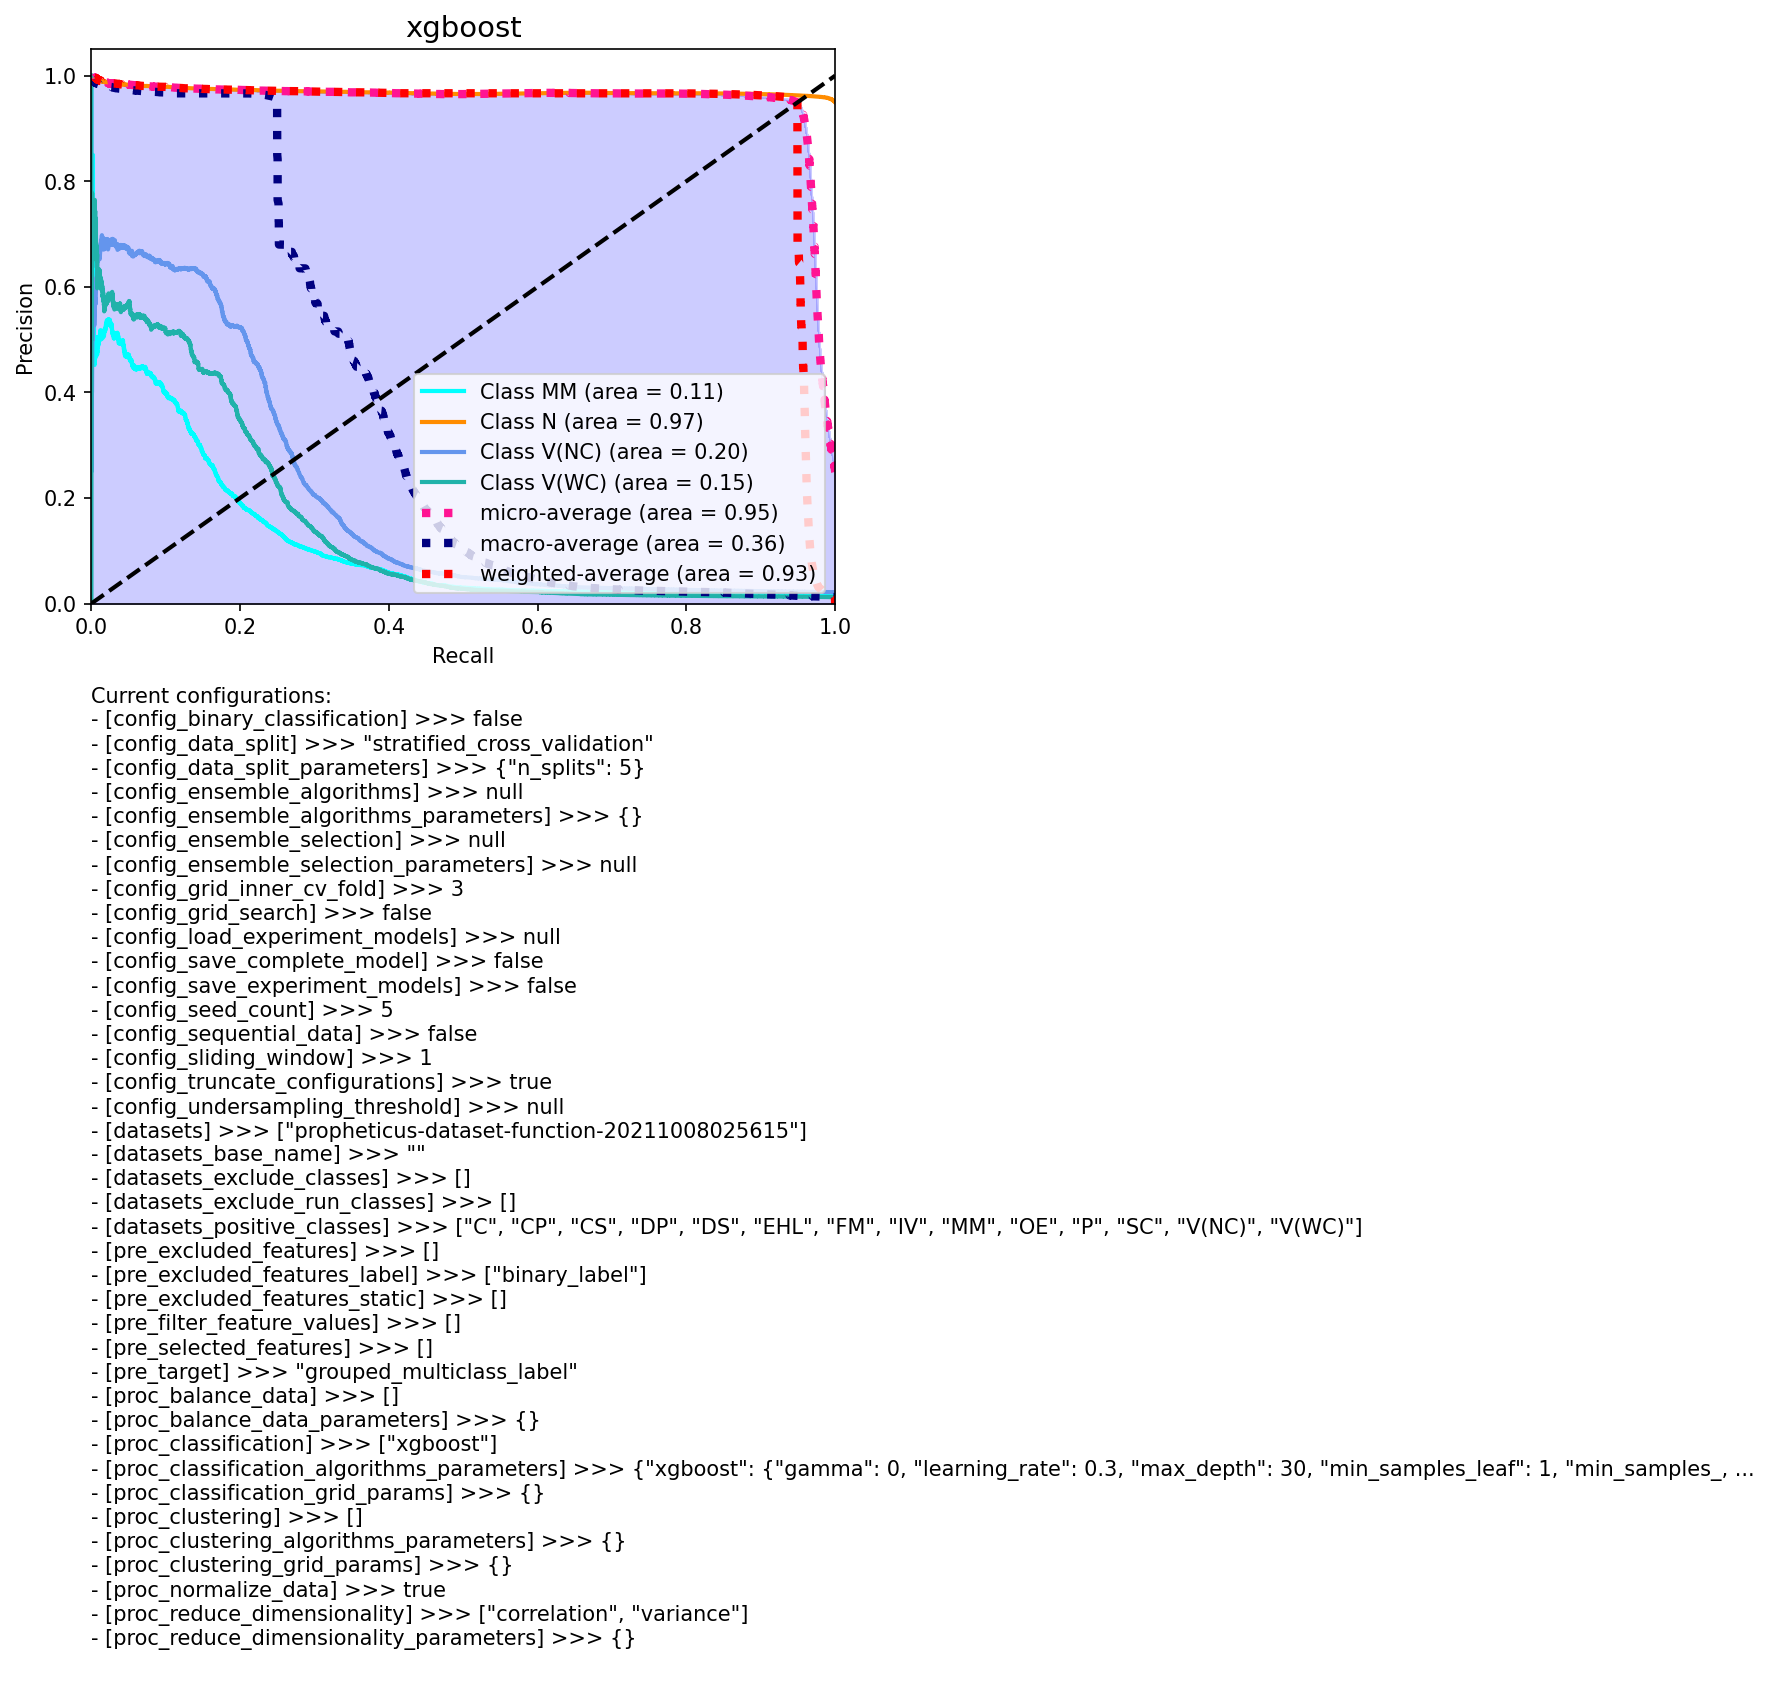 xgboost
1.0
0.8
0.6
0.4
0.2
0.0
Precision
0.0 0.2 0.4 0.6 0.8 1.0
Recall
Class MM (area = 0.11)
Class N (area = 0.97)
Class V(NC) (area = 0.20)
Class V(WC) (area = 0.15)
micro-average (area = 0.95)
macro-average (area = 0.36)
weighted-average (area = 0.93)
Current configurations:
- [config_binary_classification] >>> false
- [config_data_split] >>> "stratified_cross_validation"
- [config_data_split_parameters] >>> {"n_splits": 5}
- [config_ensemble_algorithms] >>> null
- [config_ensemble_algorithms_parameters] >>> {}
- [config_ensemble_selection] >>> null
- [config_ensemble_selection_parameters] >>> null
- [config_grid_inner_cv_fold] >>> 3
- [config_grid_search] >>> false
- [config_load_experiment_models] >>> null
- [config_save_complete_model] >>> false
- [config_save_experiment_models] >>> false
- [config_seed_count] >>> 5
- [config_sequential_data] >>> false
- [config_sliding_window] >>> 1
- [config_truncate_configurations] >>> true
- [config_undersampling_threshold] >>> null
- [datasets] >>> ["propheticus-dataset-function-20211008025615"]
- [datasets_base_name] >>> ""
- [datasets_exclude_classes] >>> []
- [datasets_exclude_run_classes] >>> []
- [datasets_positive_classes] >>> ["C", "CP", "CS", "DP", "DS", "EHL", "FM", "IV", "MM", "OE", "P", "SC", "V(NC)", "V(WC)"]
- [pre_excluded_features] >>> []
- [pre_excluded_features_label] >>> ["binary_label"]
- [pre_excluded_features_static] >>> []
- [pre_filter_feature_values] >>> []
- [pre_selected_features] >>> []
- [pre_target] >>> "grouped_multiclass_label"
- [proc_balance_data] >>> []
- [proc_balance_data_parameters] >>> {}
- [proc_classification] >>> ["xgboost"]
- [proc_classification_algorithms_parameters] >>> {"xgboost": {"gamma": 0, "learning_rate": 0.3, "max_depth": 30, "min_samples_leaf": 1, "min_samples_, ...
- [proc_classification_grid_params] >>> {}
- [proc_clustering] >>> []
- [proc_clustering_algorithms_parameters] >>> {}
- [proc_clustering_grid_params] >>> {}
- [proc_normalize_data] >>> true
- [proc_reduce_dimensionality] >>> ["correlation", "variance"]
- [proc_reduce_dimensionality_parameters] >>> {}